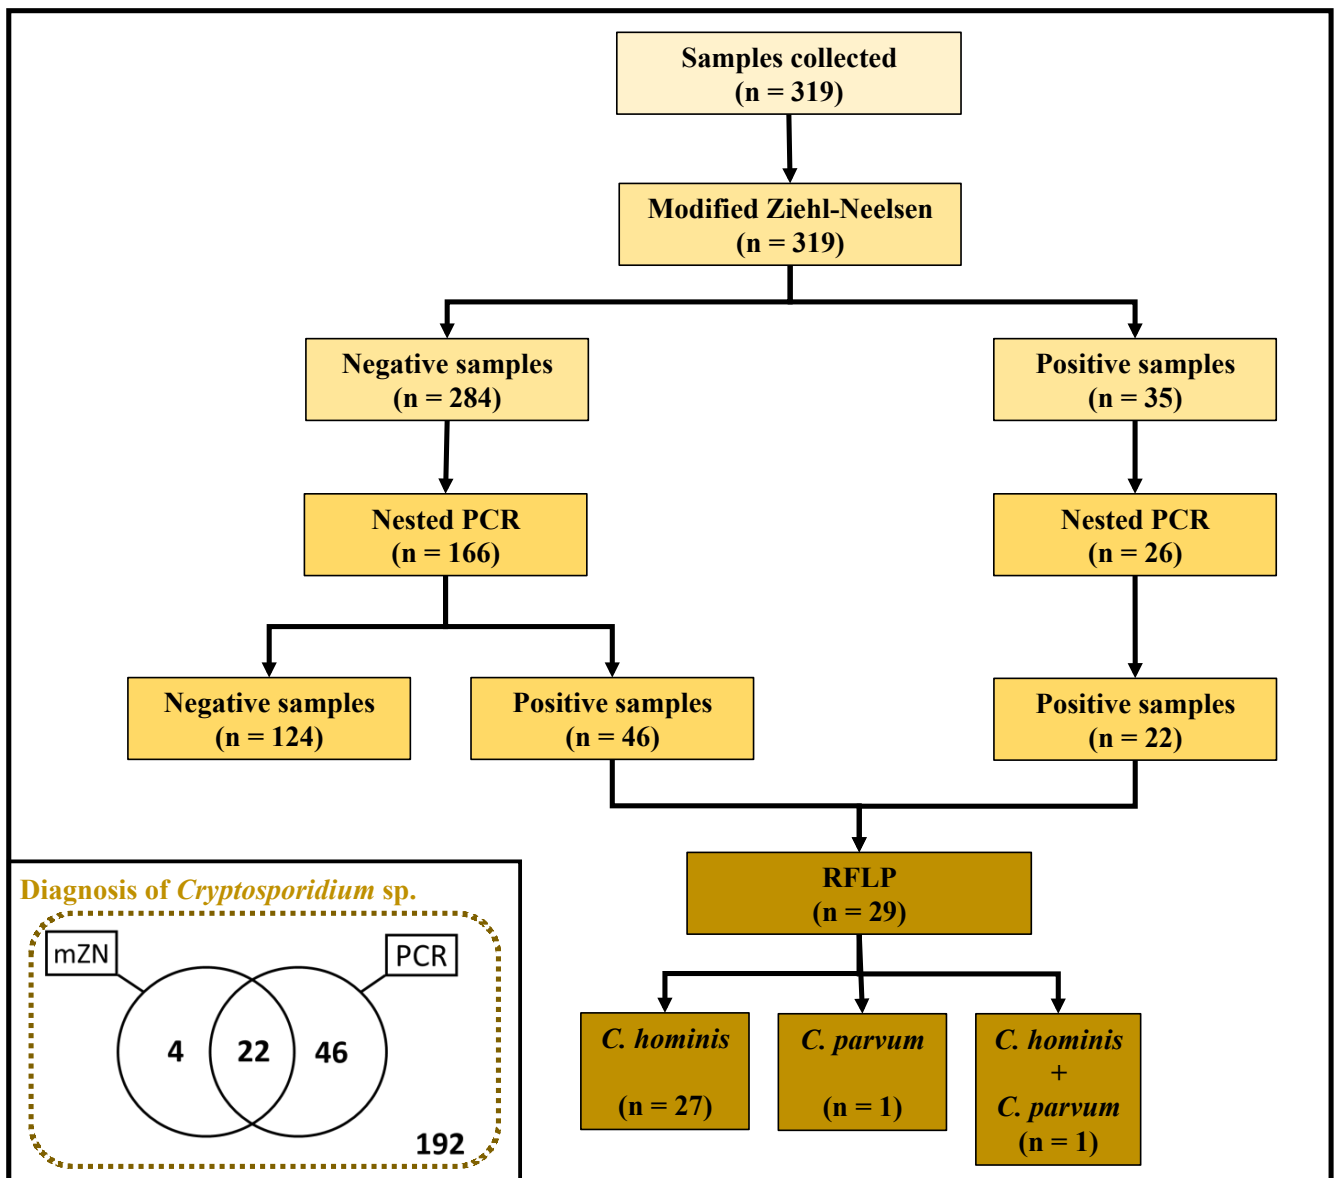 Samples collected
(n = 319)
Modified Ziehl-Neelsen
(n = 319)
Negative samples
(n = 284)
Positive samples
(n = 35)
Nested PCR
(n = 166)
Nested PCR
(n = 26)
Negative samples
(n = 124)
Positive samples
(n = 46)
Positive samples
(n = 22)
RFLP
(n = 29)
C. hominis
(n = 27)
C. parvum
(n = 1)
C. hominis
+
C. parvum
(n = 1)
Diagnosis of Cryptosporidium sp.
mZN
PCR
4
22
46
192